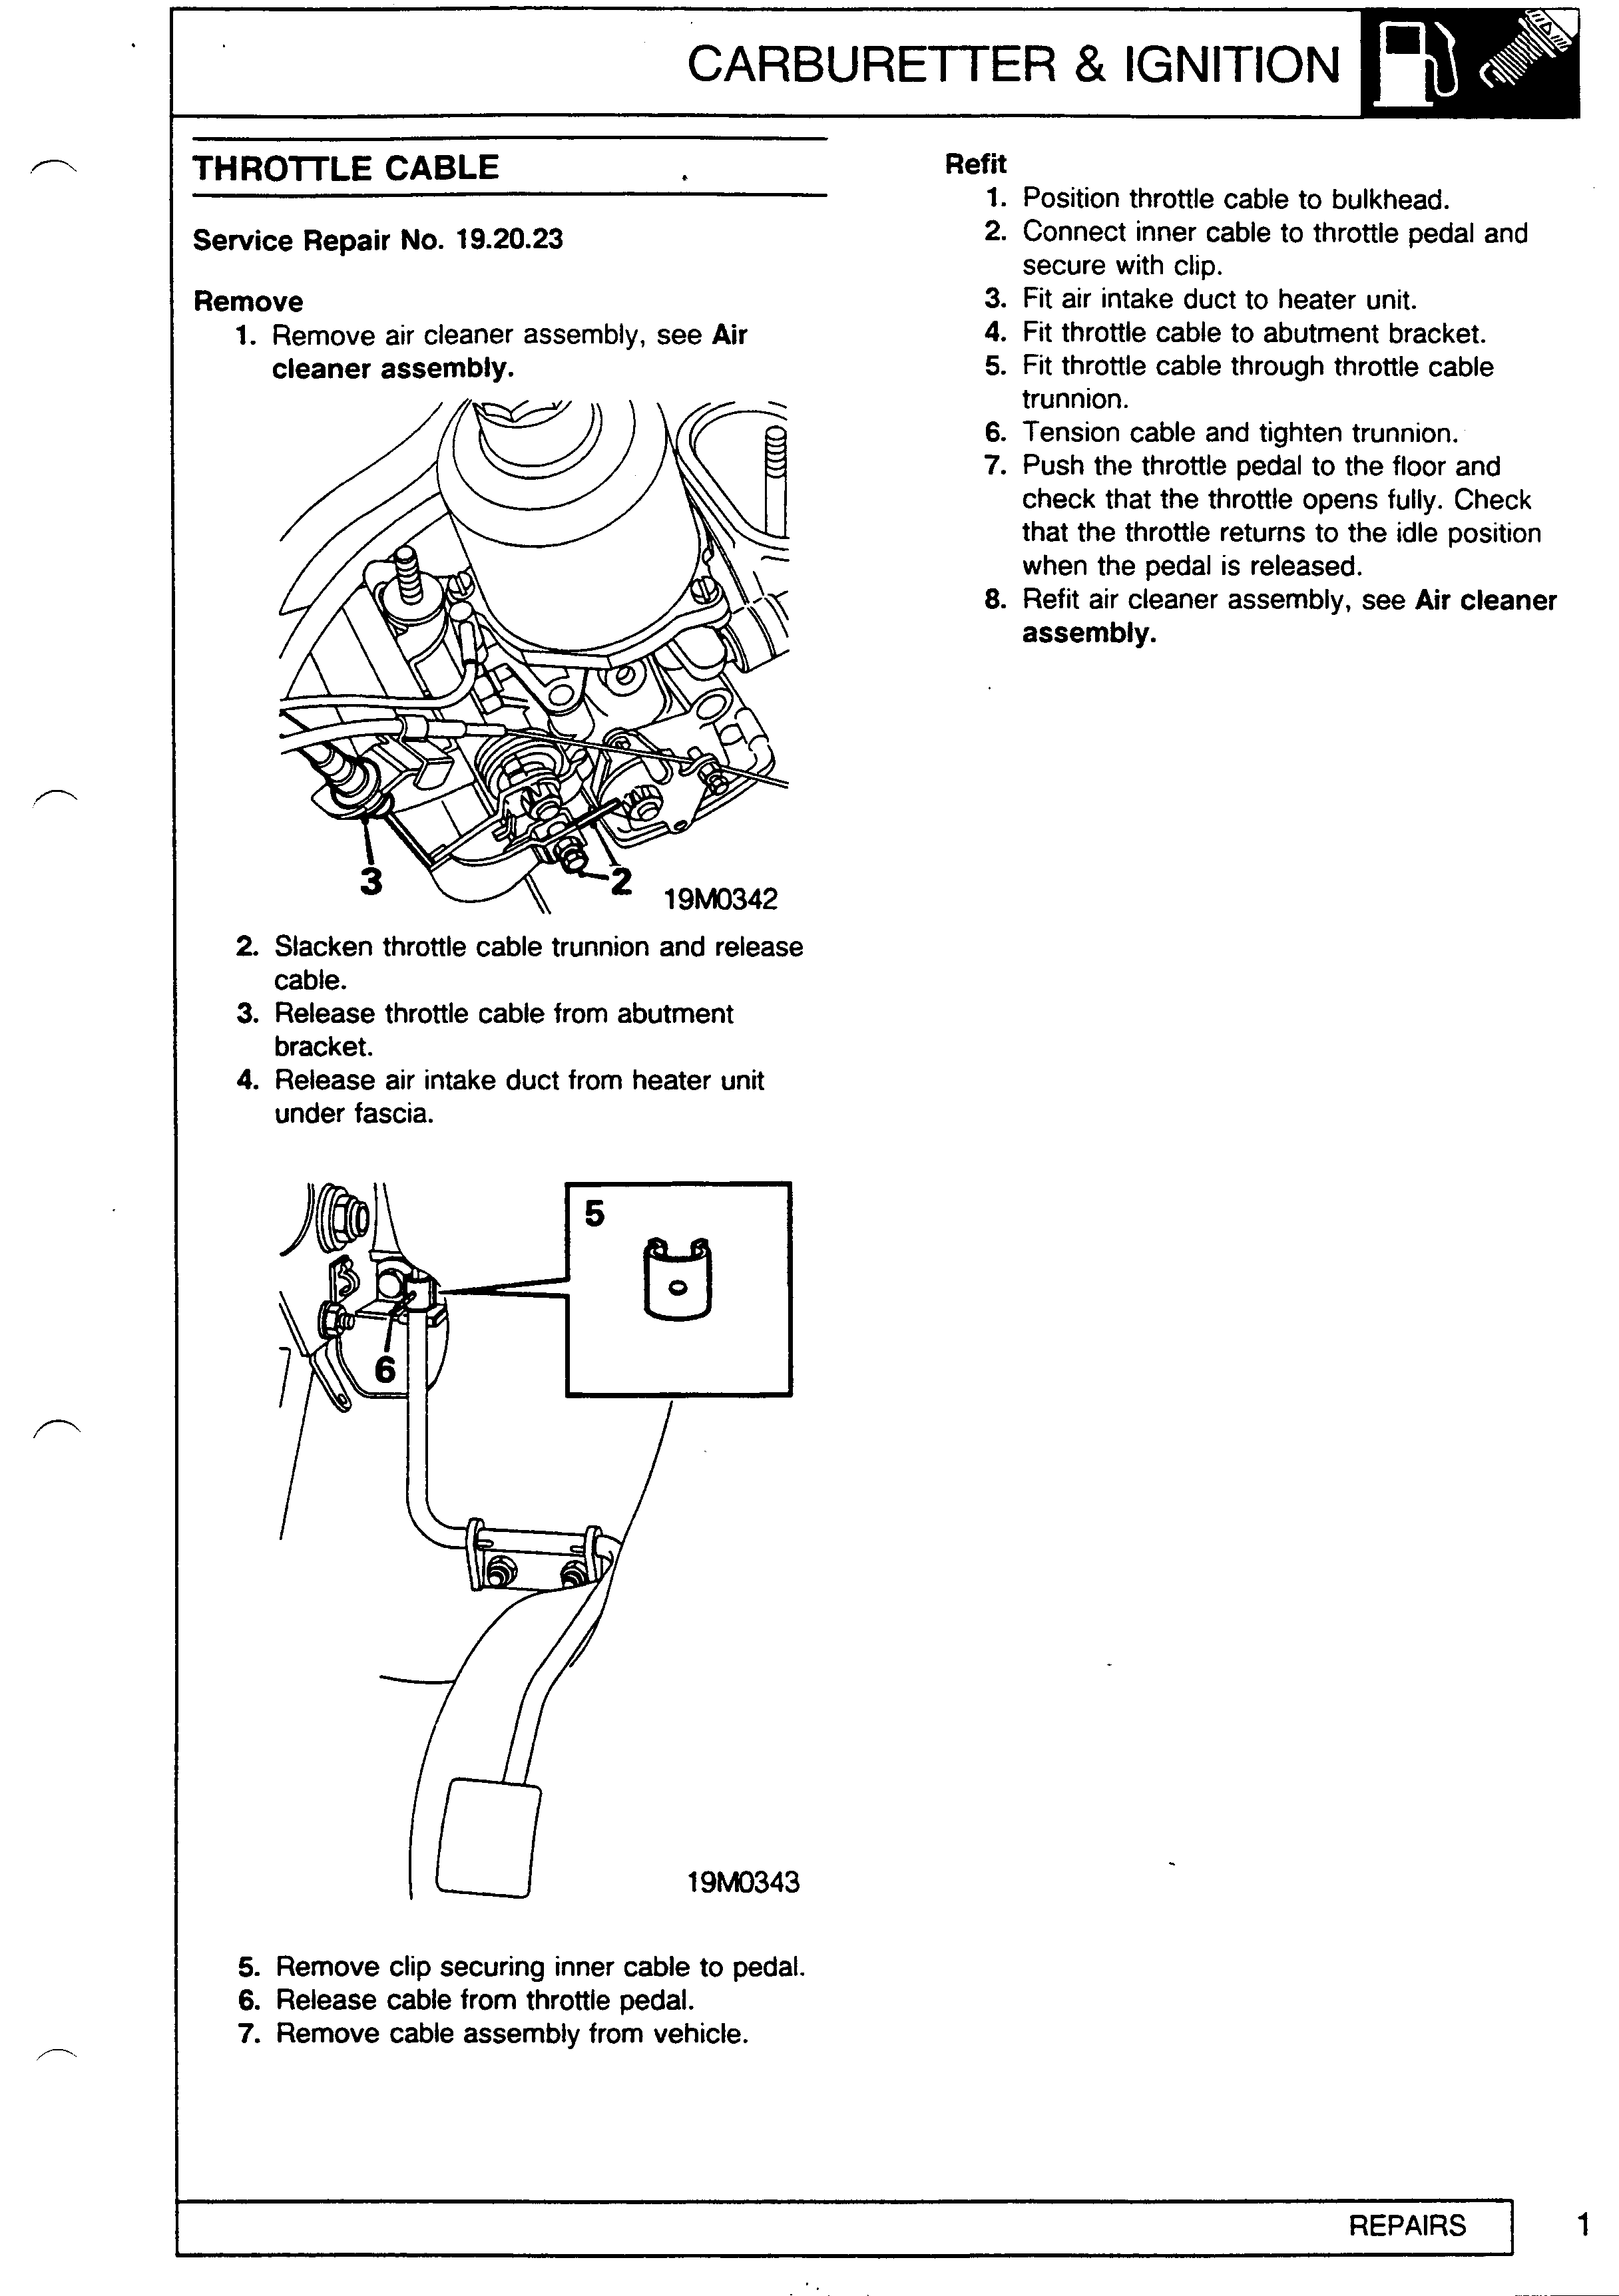 CARBURETTER & IGNITION
THROTTLE CABLE
Service Repair No. 19.20.23
Remove
1. Remove air cleaner assembly, see Air
cleaner assembly.
3
2
19M0342
2. Slacken throttle cable trunnion and release
cable.
3. Release throttle cable from abutment
bracket.
4. Release air intake duct from heater unit
under fascia.
5
6
19M0343
5. Remove clip securing inner cable to pedal.
6. Release cable from throttle pedal.
7. Remove cable assembly from vehicle.
Refit
1. Position throttle cable to bulkhead.
2. Connect inner cable to throttle pedal and
secure with clip.
3. Fit air intake duct to heater unit.
4. Fit throttle cable to abutment bracket.
5. Fit throttle cable through throttle cable
trunnion.
6. Tension cable and tighten trunnion.
7. Push the throttle pedal to the floor and
check that the throttle opens fully. Check
that the throttle returns to the idle position
when the pedal is released.
8. Refit air cleaner assembly, see Air cleaner
assembly.
REPAIRS
1